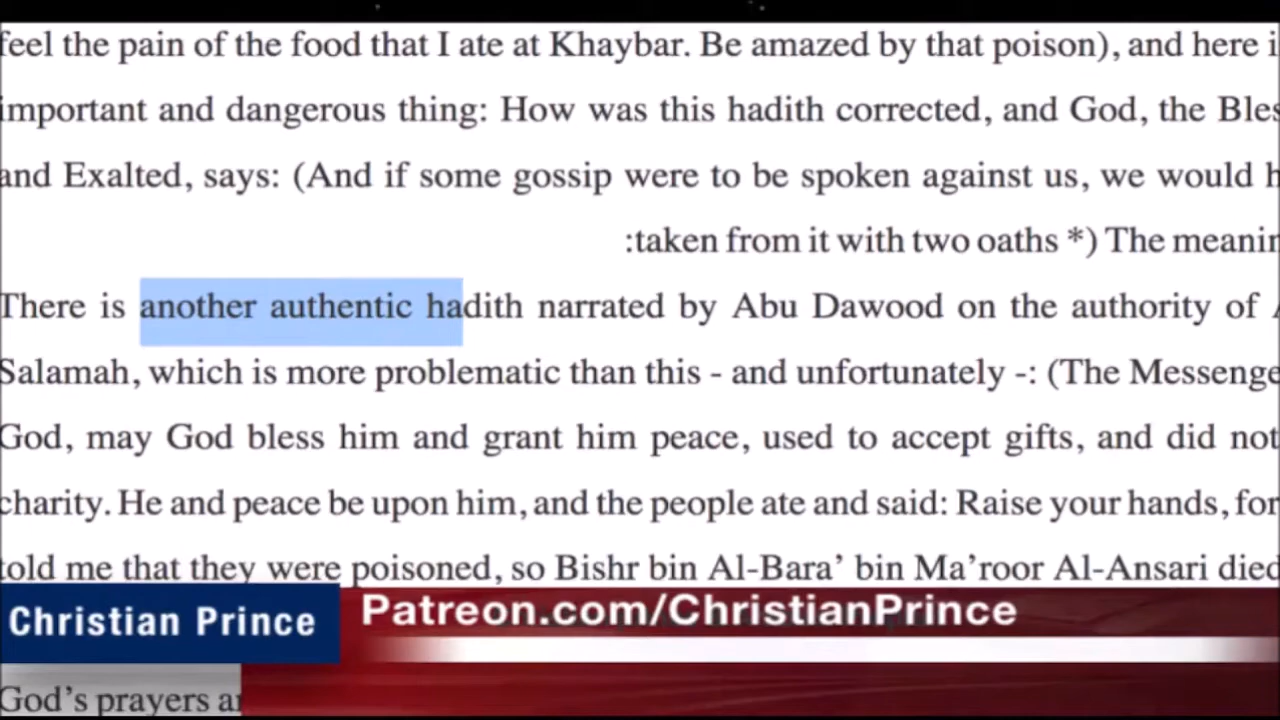 feel the pain of the food that I ate at Khaybar. Be amazed by that poison), and here i
important and dangerous thing: How was this hadith corrected, and God, the Bles
and Exalted, says: (And if some gossip were to be spoken against us, we would h
:taken from it with two oaths *) The meanin
There is another authentic hadith narrated by Abu Dawood on the authority of A
Salamah, which is more problematic than this - and unfortunately -: (The Messenge
God, may God bless him and grant him peace, used to accept gifts, and did not
charity. He and peace be upon him, and the people ate and said: Raise your hands, for
told me that they were poisoned, so Bishr bin Al-Bara’ bin Ma’roor Al-Ansari died
Christian Prince
Patreon.com/ChristianPrince
God’s prayers a